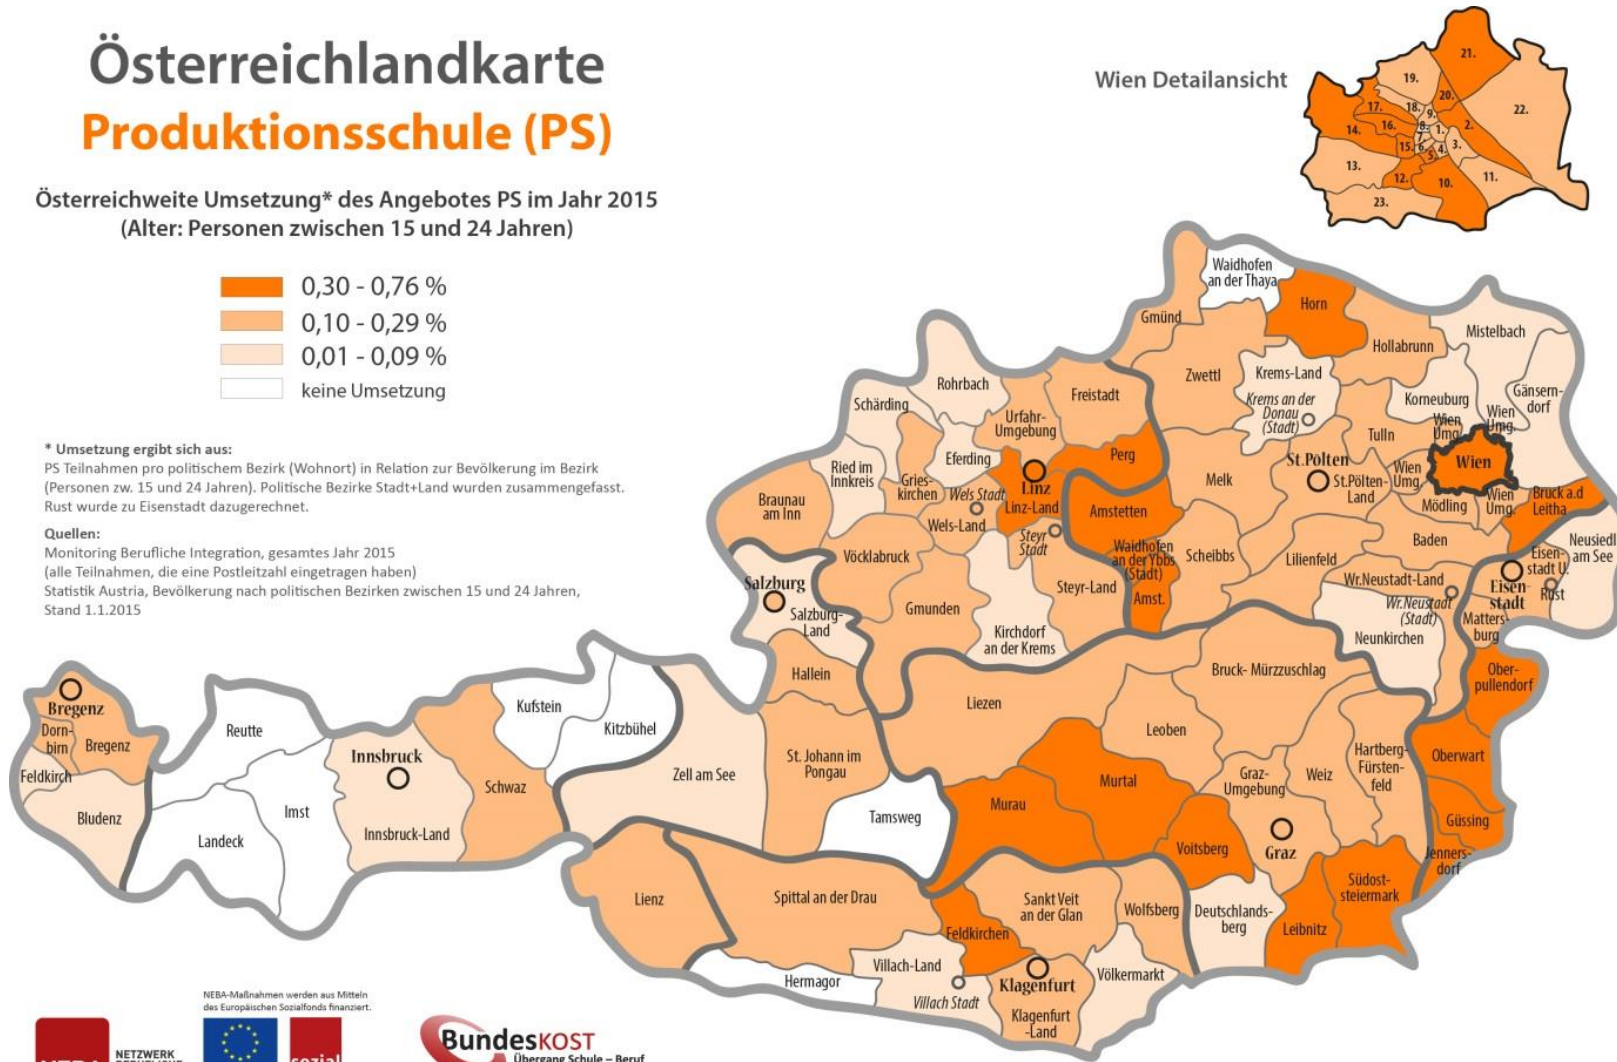 Österreichlandkarte
Produktionsschule (PS)
Österreichweite Umsetzung* des Angebotes PS im Jahr 2015
(Alter: Personen zwischen 15 und 24 Jahren)
0,30 - 0,76 %
0,10 - 0,29 %
0,01 - 0,09 %
keine Umsetzung
* Umsetzung ergibt sich aus:
PS Teilnahmen pro politischem Bezirk (Wohnort) in Relation zur Bevölkerung im Bezirk
(Personen zw. 15 und 24 Jahren). Politische Bezirke Stadt+Land wurden zusammengefasst.
Rust wurde zu Eisenstadt dazugerechnet.
Quellen:
Monitoring Berufliche Integration, gesamtes Jahr 2015
(alle Teilnahmen, die eine Postleitzahl eingetragen haben)
Statistik Austria, Bevölkerung nach politischen Bezirken zwischen 15 und 24 Jahren,
Stand 1.1.2015
Wien Detailansicht
21.
19.
20.
22.
17.
18.
9.
16.
8.
1.
2.
14.
7.
15.
6.
4.
3.
5.
13.
12.
10.
11.
23.
Waidhofen
an der Thaya
Horn
Gmünd
Mistelbach
Hollabrunn
Zwettl
Krems-Land
Krems an der
Donau
(Stadt)
Korneuburg
Gänsern-
dorf
Wien
Umg.
Wien
Umg.
Rohrbach
Freistadt
Schärding
Urfahr-
Umgebung
Tulln
Perg
Eferding
St.Pölten
Wien
Melk
Ried im
Innkreis
Gries-
kirchen
Wels Stadt
Linz
Linz-Land
Wien
Umg.
St.Pölten-
Land
Braunau
am Inn
Wels-Land
Amstetten
Mödling
Wien
Umg.
Bruck a.d
Leitha
Steyr
Stadt
Vöcklabruck
Waidhofen
an der Ybbs
(Stadt)
Scheibbs
Lilienfeld
Baden
Eisen-
stadt U.
Neusiedl
am See
Salzburg
Steyr-Land
Amst.
Wr.Neustadt-Land
Eisen-
stadt
Rust
Wr.Neustadt
(Stadt)
Salzburg-
Land
Gmunden
Kirchdorf
an der Krems
Neunkirchen
Matters-
burg
Hallein
Bruck- Mürzzuschlag
Ober-
pullendorf
Bregenz
Dorn-
birn
Bregenz
Feldkirch
Bludenz
Reutte
Landeck
Imst
Innsbruck
Innsbruck-Land
Schwaz
Kufstein
Kitzbühel
Zell am See
St. Johann im
Pongau
Tamsweg
Liezen
Leoben
Murau
Murtal
Graz-
Umgebung
Weiz
Hartberg-
Fürsten-
feld
Oberwart
Güssing
Jenners-
dorf
Voitsberg
Graz
Südost-
steiermark
Leibnitz
Deutschlands-
berg
Lienz
Spittal an der Drau
Sankt Veit
an der Glan
Wolfsberg
Feldkirchen
Villach-Land
Völkermarkt
Hermagor
Villach Stadt
Klagenfurt
Klagenfurt
-Land
NEBA-Maßnahmen werden aus Mitteln
des Europäischen Sozialfonds finanziert.
NETZWERK
sozial
BundesKOST
Übergang Schule – Beruf